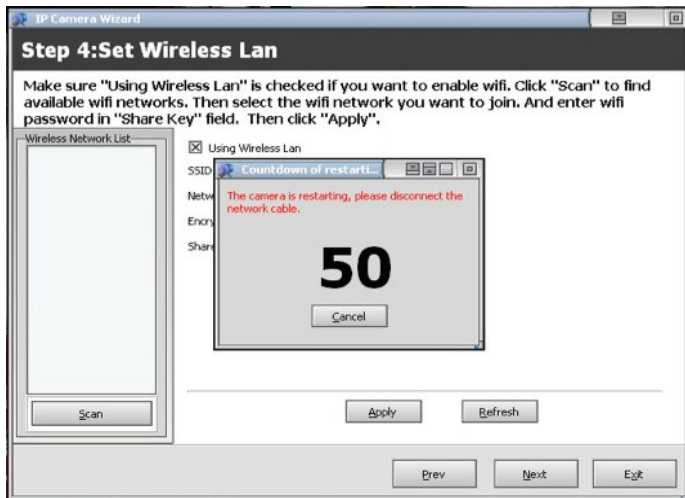 IP Camera Wizard
Step 4:Set Wireless Lan
Make sure "Using Wireless Lan" is checked if you want to enable wifi. Click "Scan" to find
available wifi networks. Then select the wifi network you want to join. And enter wifi
password in "Share Key" field. Then click "Apply".
Wireless Network List
Using Wireless Lan
SSID
Countdown of restarti...
The camera is restarting, please disconnect the
network cable.
Netw
Encry
Share
50
Cancel
Scan
Apply
Refresh
Prev
Next
Exit